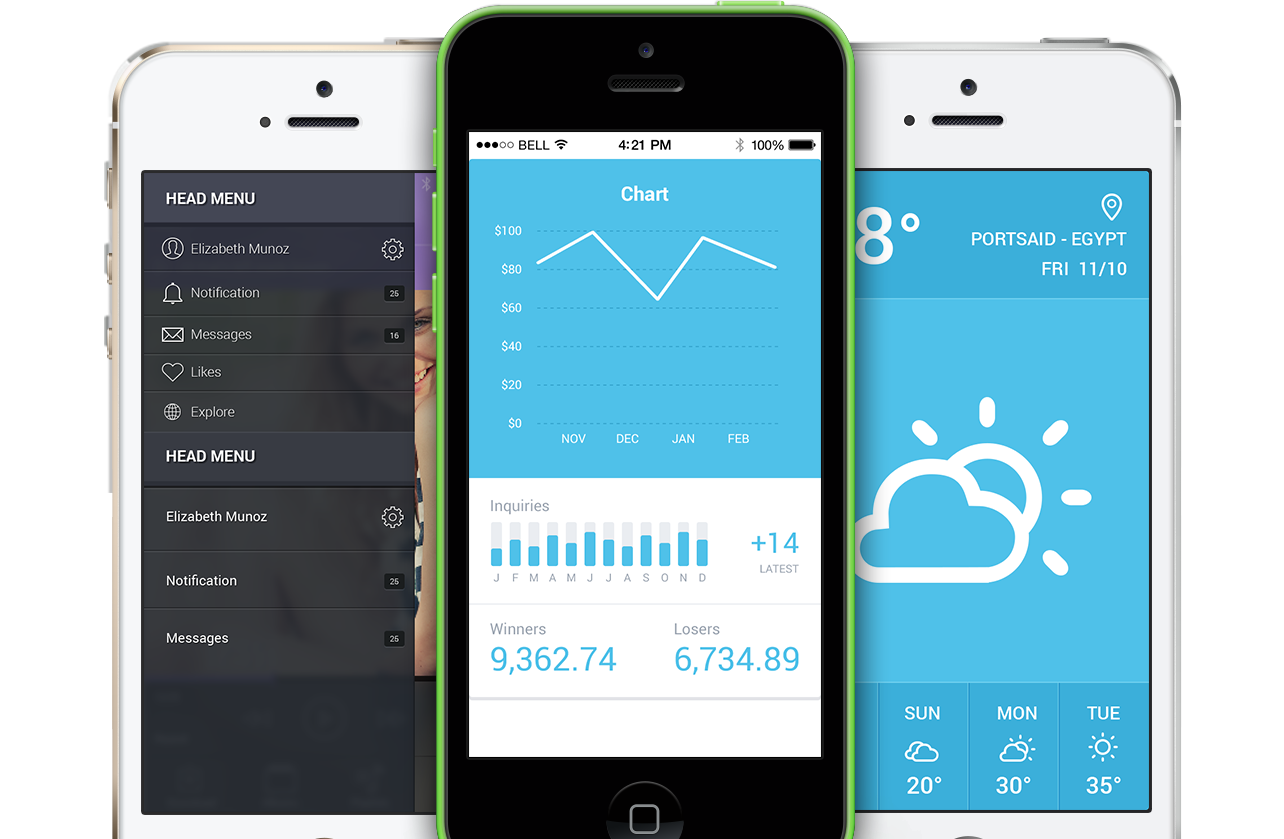 HEAD MENU
Elizabeth Munoz
Notification 25
Messages 16
Likes
Explore
HEAD MENU
Elizabeth Munoz
Notification 25
Messages 25
BELL 4:21 PM 100%
Chart
$100
$80
$60
$40
$20
$0
NOV DEC JAN FEB
Inquiries
+14
LATEST
J F M A M J J A S O N D
Winners Losers
9,362.74 6,734.89
8°
PORTSAID - EGYPT
FRI 11/10
SUN MON TUE
20° 30° 35°